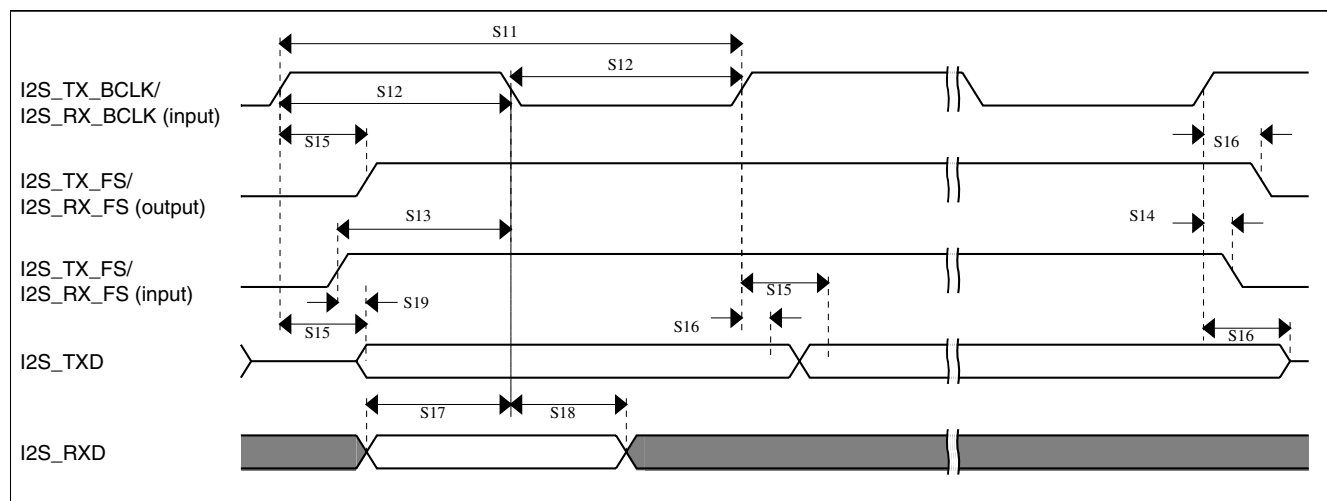 S11
I2S_TX_BCLK/
I2S_RX_BCLK (input)
S12
S12
S15
S16
I2S_TX_FS/
I2S_RX_FS (output)
S13
S14
I2S_TX_FS/
I2S_RX_FS (input)
S15
S19
S15
S16
S16
I2S_TXD
S17
S18
I2S_RXD